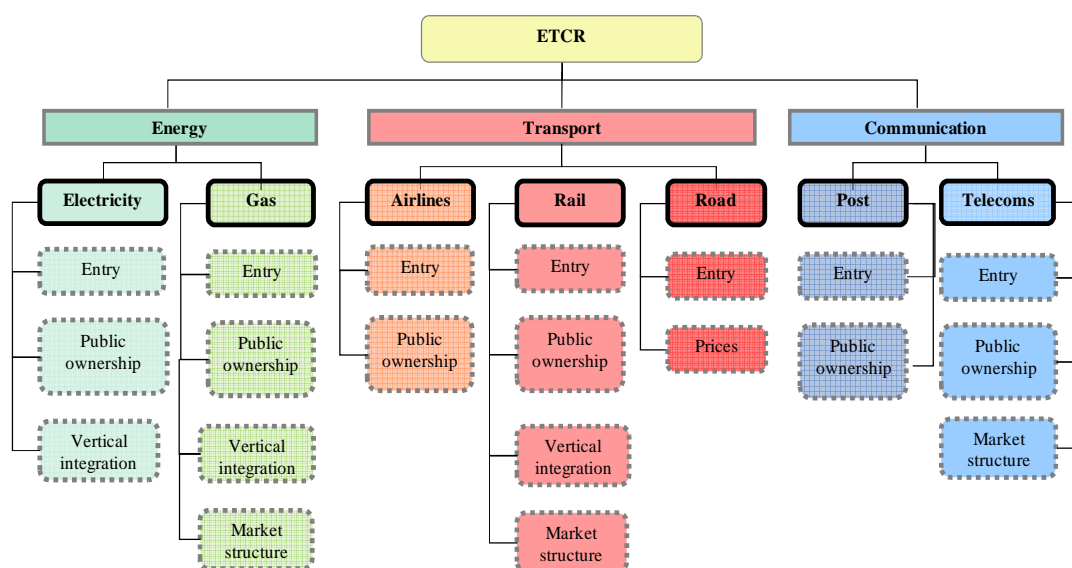 ETCR
Energy
Transport
Communication
Electricity
Gas
Airlines
Rail
Road
Post
Telecoms
Entry
Entry
Entry
Entry
Entry
Entry
Entry
Public
ownership
Public
ownership
Public
ownership
Public
ownership
Prices
Public
ownership
Public
ownership
Vertical
integration
Vertical
integration
Vertical
integration
Market
structure
Market
structure
Market
structure